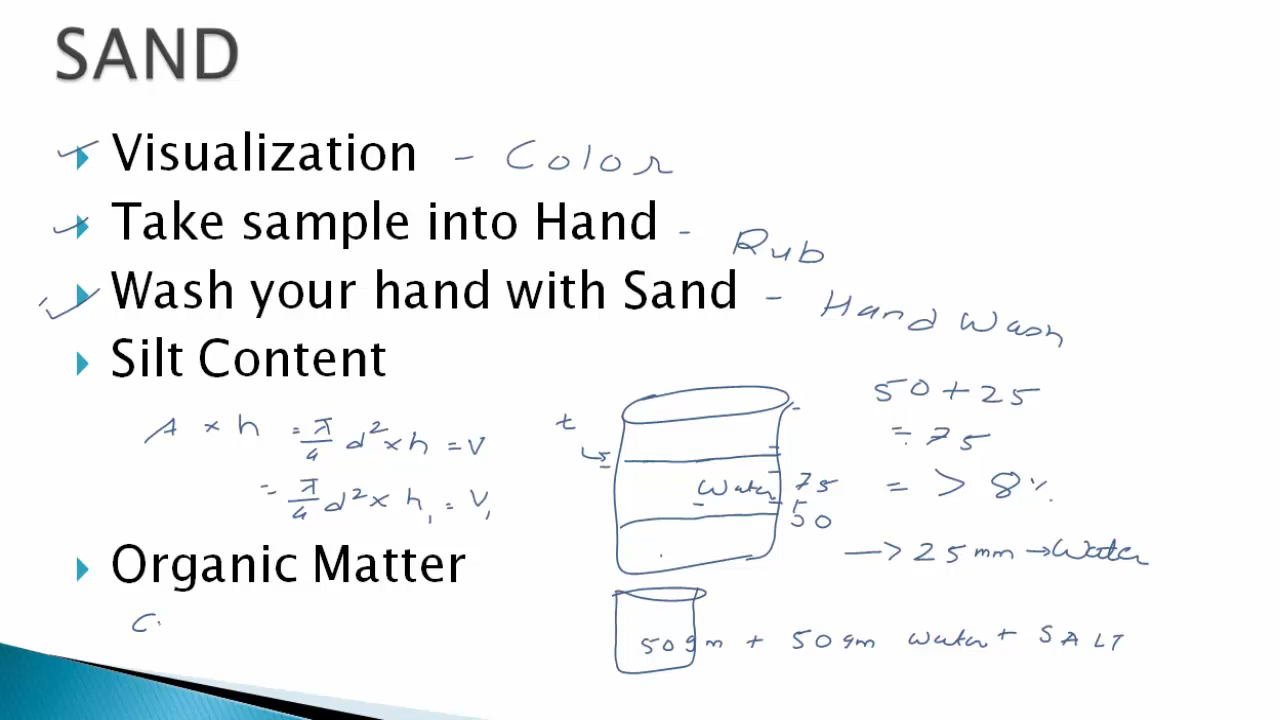 SAND
Visualization - Color
Take sample into Hand - Rub
Wash your hand with Sand - Hand Wash
Silt Content
A × h = π/4 d² × h = V
= π/4 d² × h₁ = V₁
t
Water
75
50
50 + 25
= 75
= > 8%
—> 25 mm → Water
Organic Matter
C
50 gm + 50 gm Water + SALT